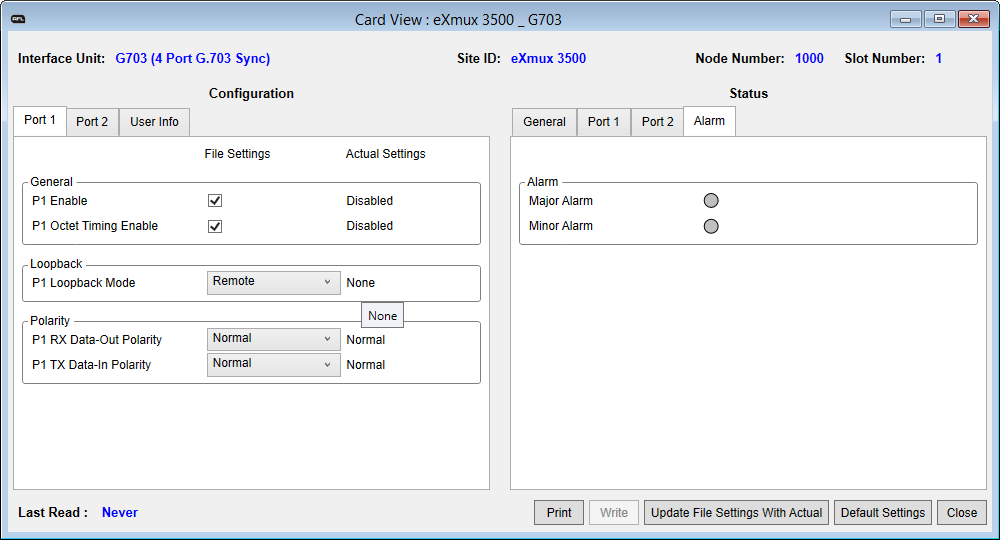 RFL
Card View : eXmux 3500 _ G703
Interface Unit: G703 (4 Port G.703 Sync) Site ID: eXmux 3500 Node Number: 1000 Slot Number: 1
Configuration
Port 1 Port 2 User Info
File Settings Actual Settings
General
P1 Enable Disabled
P1 Octet Timing Enable Disabled
Loopback
P1 Loopback Mode Remote None
None
Polarity
P1 RX Data-Out Polarity Normal Normal
P1 TX Data-In Polarity Normal Normal
Status
General Port 1 Port 2 Alarm
Alarm
Major Alarm
Minor Alarm
Last Read : Never
Print Write Update File Settings With Actual Default Settings Close